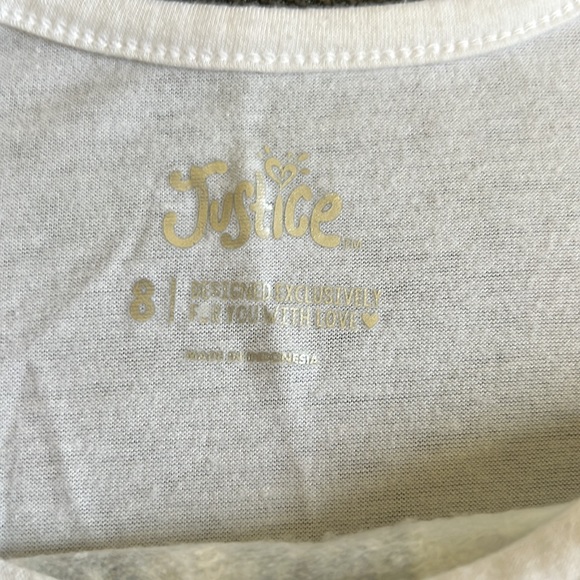 Justice
8 | DESIGNED EXCLUSIVELY
FOR YOU WITH LOVE ♥
MADE IN INDONESIA